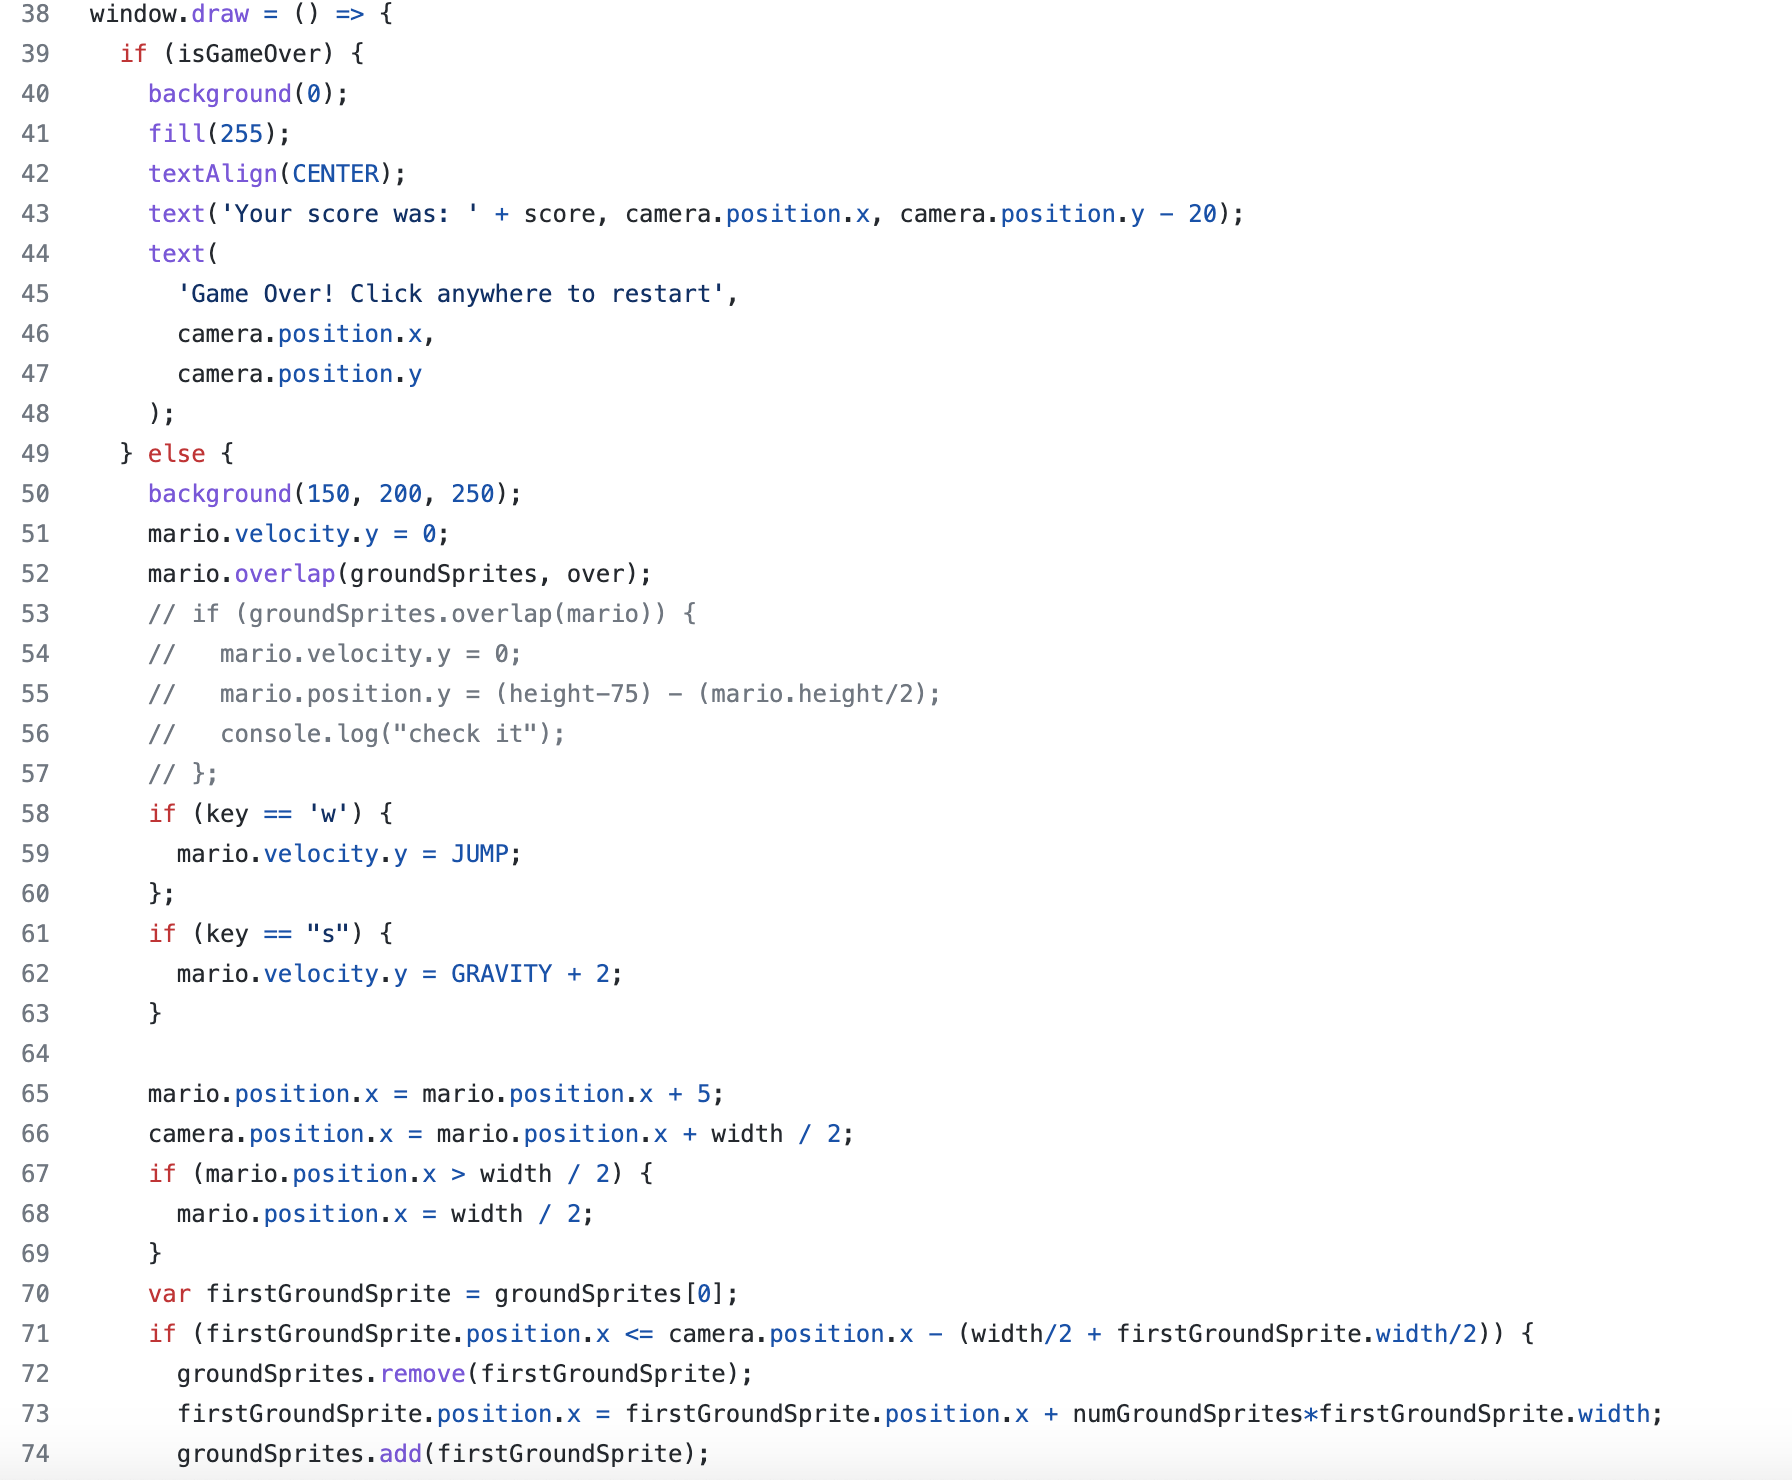 38 window.draw = () => {
39 if (isGameOver) {
40 background(0);
41 fill(255);
42 textAlign(CENTER);
43 text('Your score was: ' + score, camera.position.x, camera.position.y - 20);
44 text(
45 'Game Over! Click anywhere to restart',
46 camera.position.x,
47 camera.position.y
48 );
49 } else {
50 background(150, 200, 250);
51 mario.velocity.y = 0;
52 mario.overlap(groundSprites, over);
53 // if (groundSprites.overlap(mario)) {
54 //   mario.velocity.y = 0;
55 //   mario.position.y = (height-75) - (mario.height/2);
56 //   console.log("check it");
57 // };
58 if (key == 'w') {
59 mario.velocity.y = JUMP;
60 };
61 if (key == "s") {
62 mario.velocity.y = GRAVITY + 2;
63 }
64
65 mario.position.x = mario.position.x + 5;
66 camera.position.x = mario.position.x + width / 2;
67 if (mario.position.x > width / 2) {
68 mario.position.x = width / 2;
69 }
70 var firstGroundSprite = groundSprites[0];
71 if (firstGroundSprite.position.x <= camera.position.x - (width/2 + firstGroundSprite.width/2)) {
72 groundSprites.remove(firstGroundSprite);
73 firstGroundSprite.position.x = firstGroundSprite.position.x + numGroundSprites*firstGroundSprite.width;
74 groundSprites.add(firstGroundSprite);